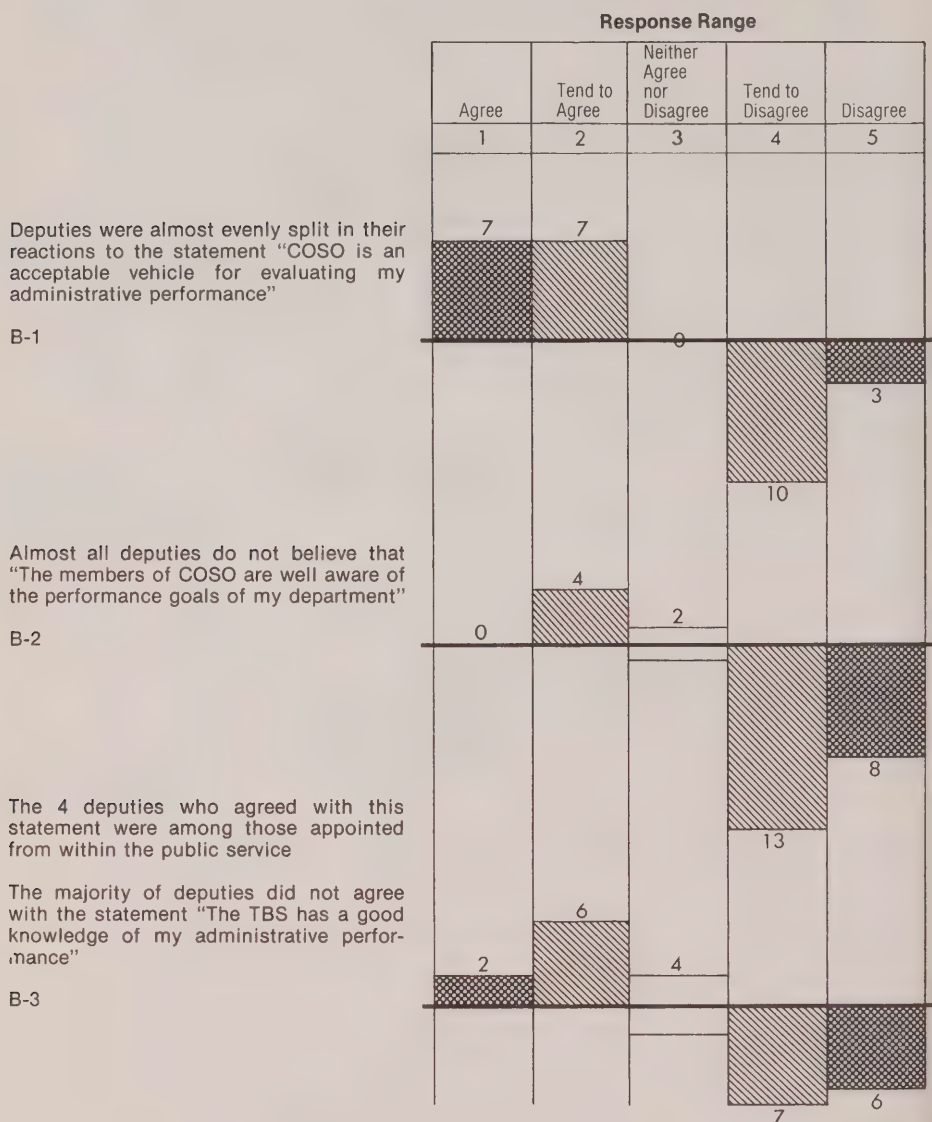 Response Range
Agree
Tend to
Agree
Neither
Agree
nor
Disagree
Tend to
Disagree
Disagree
1 2 3 4 5
Deputies were almost evenly split in their
reactions to the statement "COSO is an
acceptable vehicle for evaluating my
administrative performance"
B-1
7 7 0 10 3
Almost all deputies do not believe that
"The members of COSO are well aware of
the performance goals of my department"
B-2
0 4 2 13 8
The 4 deputies who agreed with this
statement were among those appointed
from within the public service
The majority of deputies did not agree
with the statement "The TBS has a good
knowledge of my administrative perfor-
mance"
B-3
2 6 4 7 6